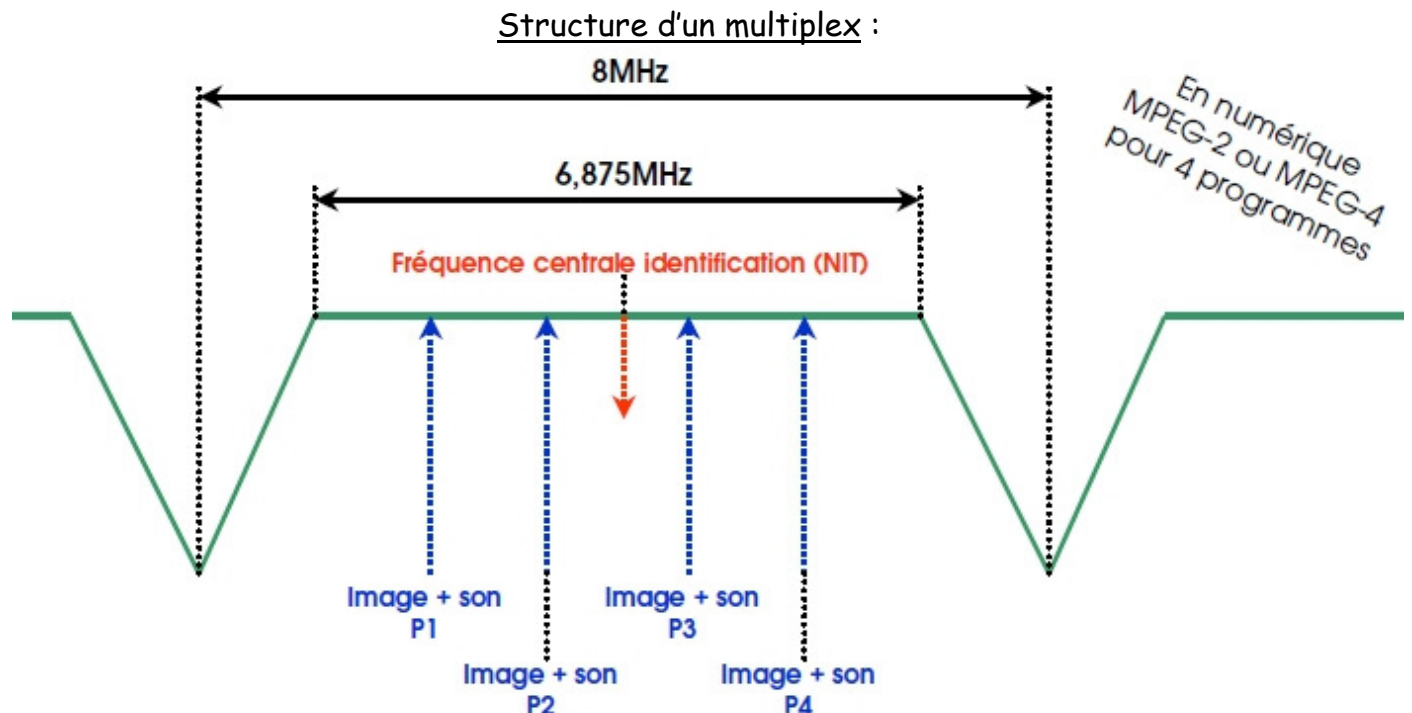 Structure d'un multiplex :
8MHz
En numérique
MPEG-2 ou MPEG-4
pour 4 programmes
6,875MHz
Fréquence centrale identification (NIT)
Image + son
P1
Image + son
P3
Image + son
P2
Image + son
P4